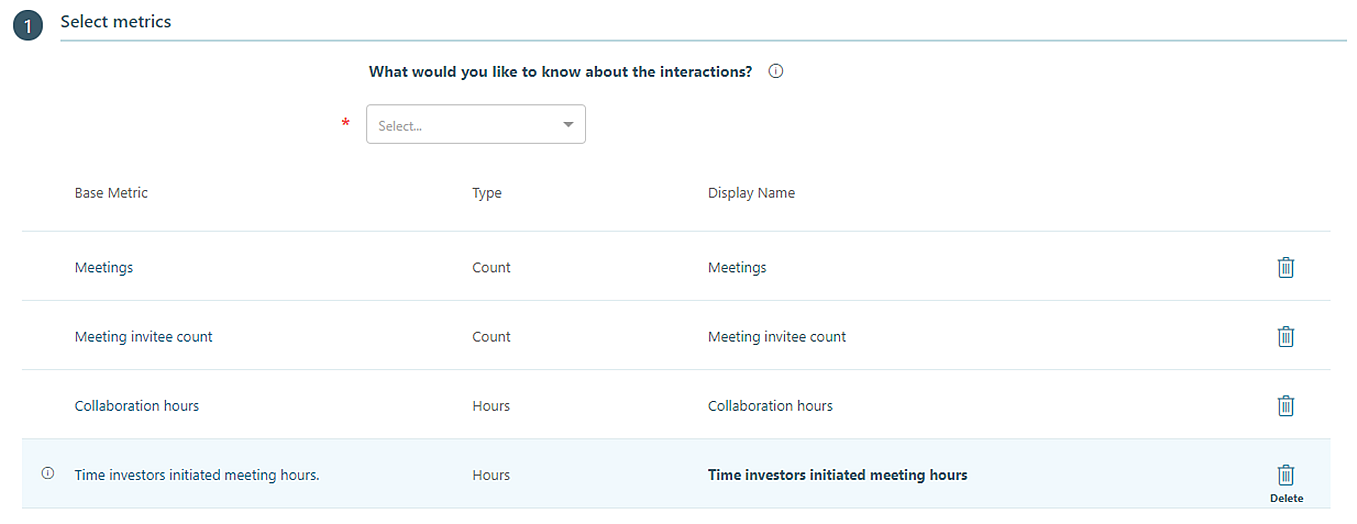 1 Select metrics
What would you like to know about the interactions?
* Select...
Base Metric Type Display Name
Meetings Count Meetings
Meeting invitee count Count Meeting invitee count
Collaboration hours Hours Collaboration hours
Time investors initiated meeting hours. Hours Time investors initiated meeting hours
Delete